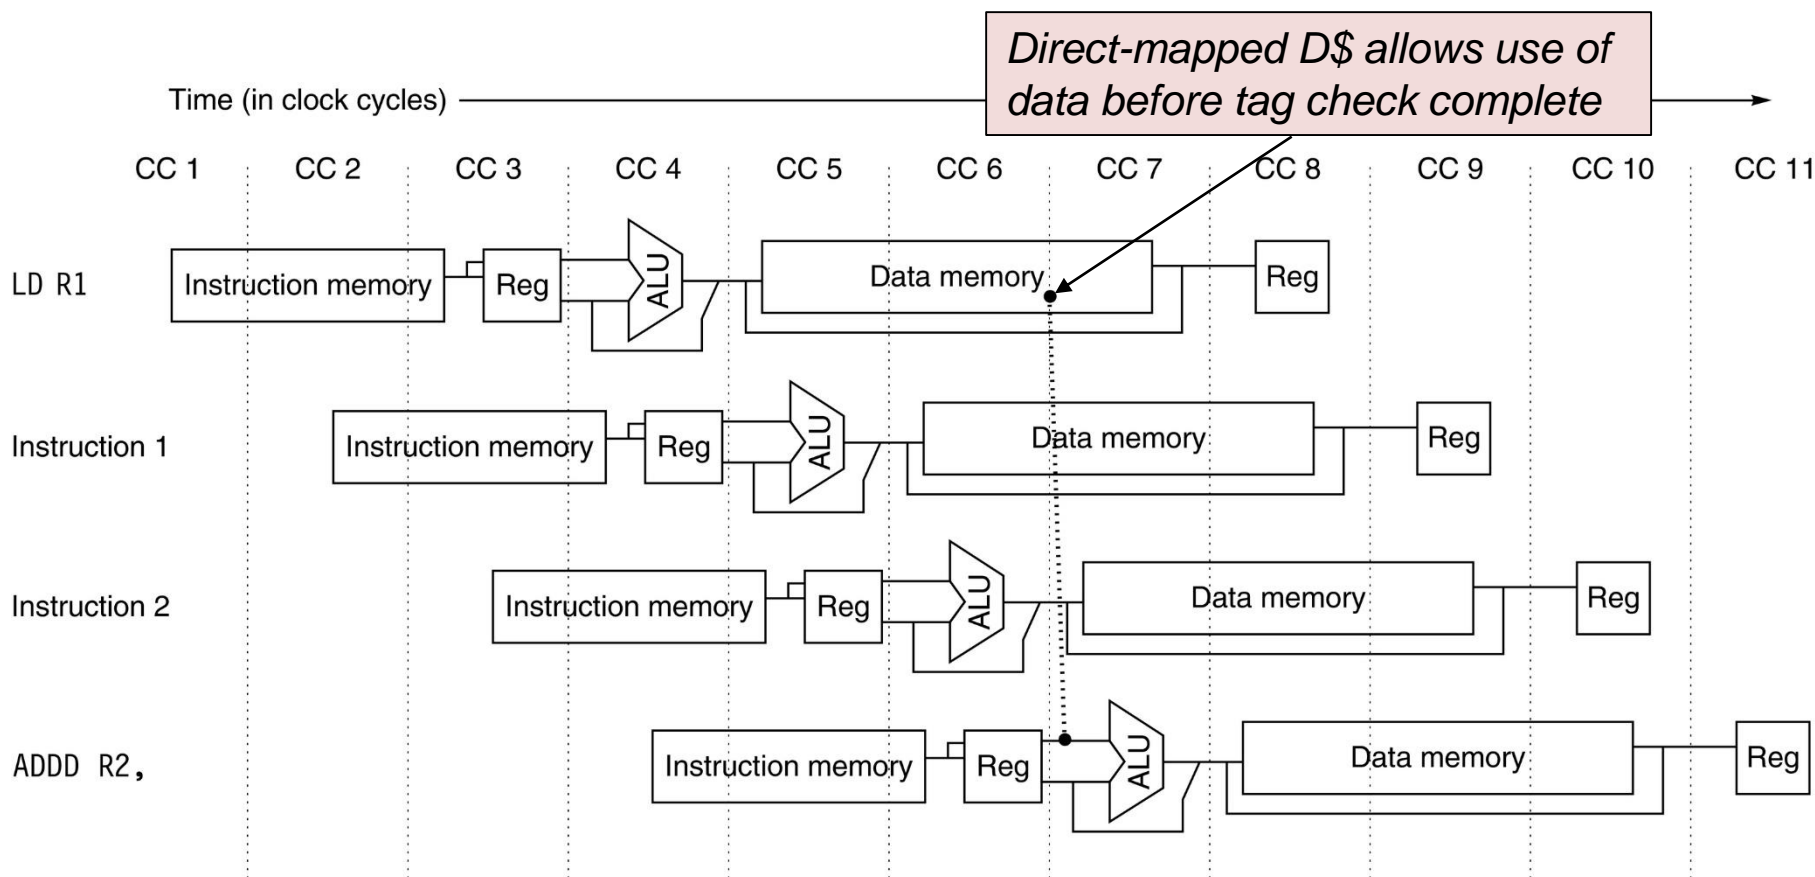 Direct-mapped D$ allows use of
data before tag check complete
Time (in clock cycles)
CC 1 CC 2 CC 3 CC 4 CC 5 CC 6 CC 7 CC 8 CC 9 CC 10 CC 11
LD R1 Instruction memory Reg ALU Data memory Reg
Instruction 1 Instruction memory Reg ALU Data memory Reg
Instruction 2 Instruction memory Reg ALU Data memory Reg
ADDD R2, Instruction memory Reg ALU Data memory Reg